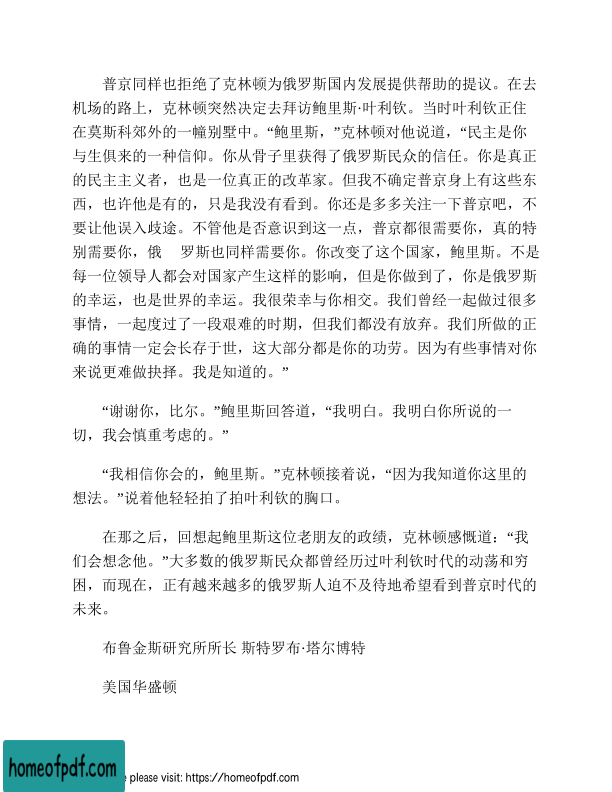 普京同样也拒绝了克林顿为俄罗斯国内发展提供帮助的提议。在去
机场的路上，克林顿突然决定去拜访鲍里斯·叶利钦。当时叶利钦正住
在莫斯科郊外的一幢别墅中。“鲍里斯，”克林顿对他说道，“民主是你
与生俱来的一种信仰。你从骨子里获得了俄罗斯民众的信任。你是真正
的民主主义者，也是一位真正的改革家。但我不确定普京身上有这些东
西，也许他是有的，只是我没有看到。你还是多多关注一下普京吧，不
要让他误入歧途。不管他是否意识到这一点，普京都很需要你，真的特
别需要你，俄 罗斯也同样需要你。你改变了这个国家，鲍里斯。不是
每一位领导人都会对国家产生这样的影响，但是你做到了，你是俄罗斯
的幸运，也是世界的幸运。我很荣幸与你相交。我们曾经一起做过很多
事情，一起度过了一段艰难的时期，但我们都没有放弃。我们所做的正
确的事情一定会长存于世，这大部分都是你的功劳。因为有些事情对你
来说更难做抉择。我是知道的。”
“谢谢你，比尔。”鲍里斯回答道，“我明白。我明白你所说的一
切，我会慎重考虑的。”
“我相信你会的，鲍里斯。”克林顿接着说，“因为我知道你这里的
想法。”说着他轻轻拍了拍叶利钦的胸口。
在那之后，回想起鲍里斯这位老朋友的政绩，克林顿感慨道：“我
们会想念他。”大多数的俄罗斯民众都曾经历过叶利钦时代的动荡和穷
困，而现在，正有越来越多的俄罗斯人迫不及待地希望看到普京时代的
未来。
布鲁金斯研究所所长 斯特罗布·塔尔博特
美国华盛顿
homeofpdf.com
please visit: https://homeofpdf.com